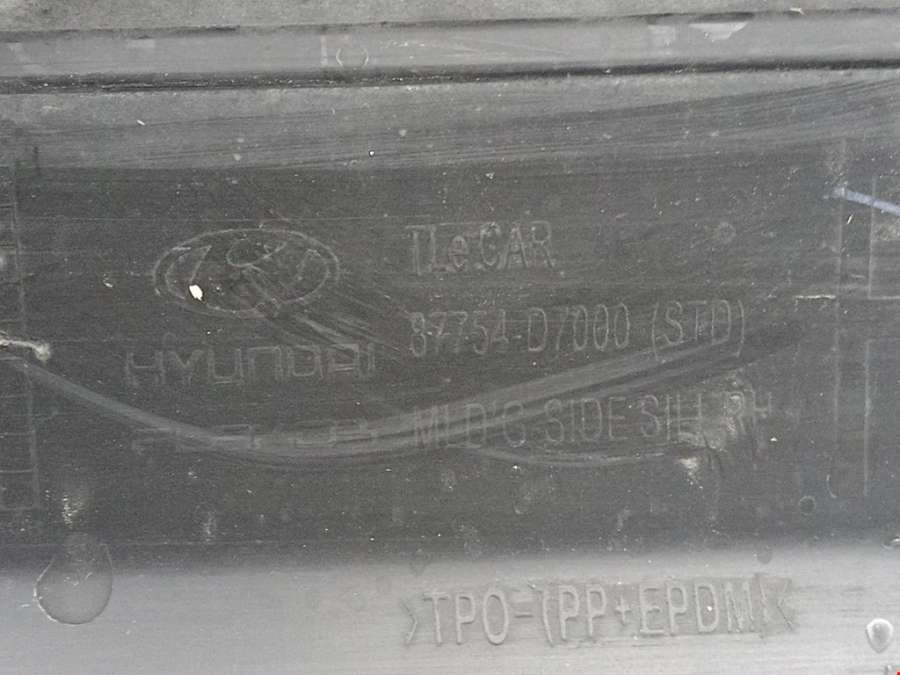 TLe CAR
87754-D7000 (STD)
HYUNDAI
MLD'G-SIDE SILL RH
>TPO-(PP+EPDM)<